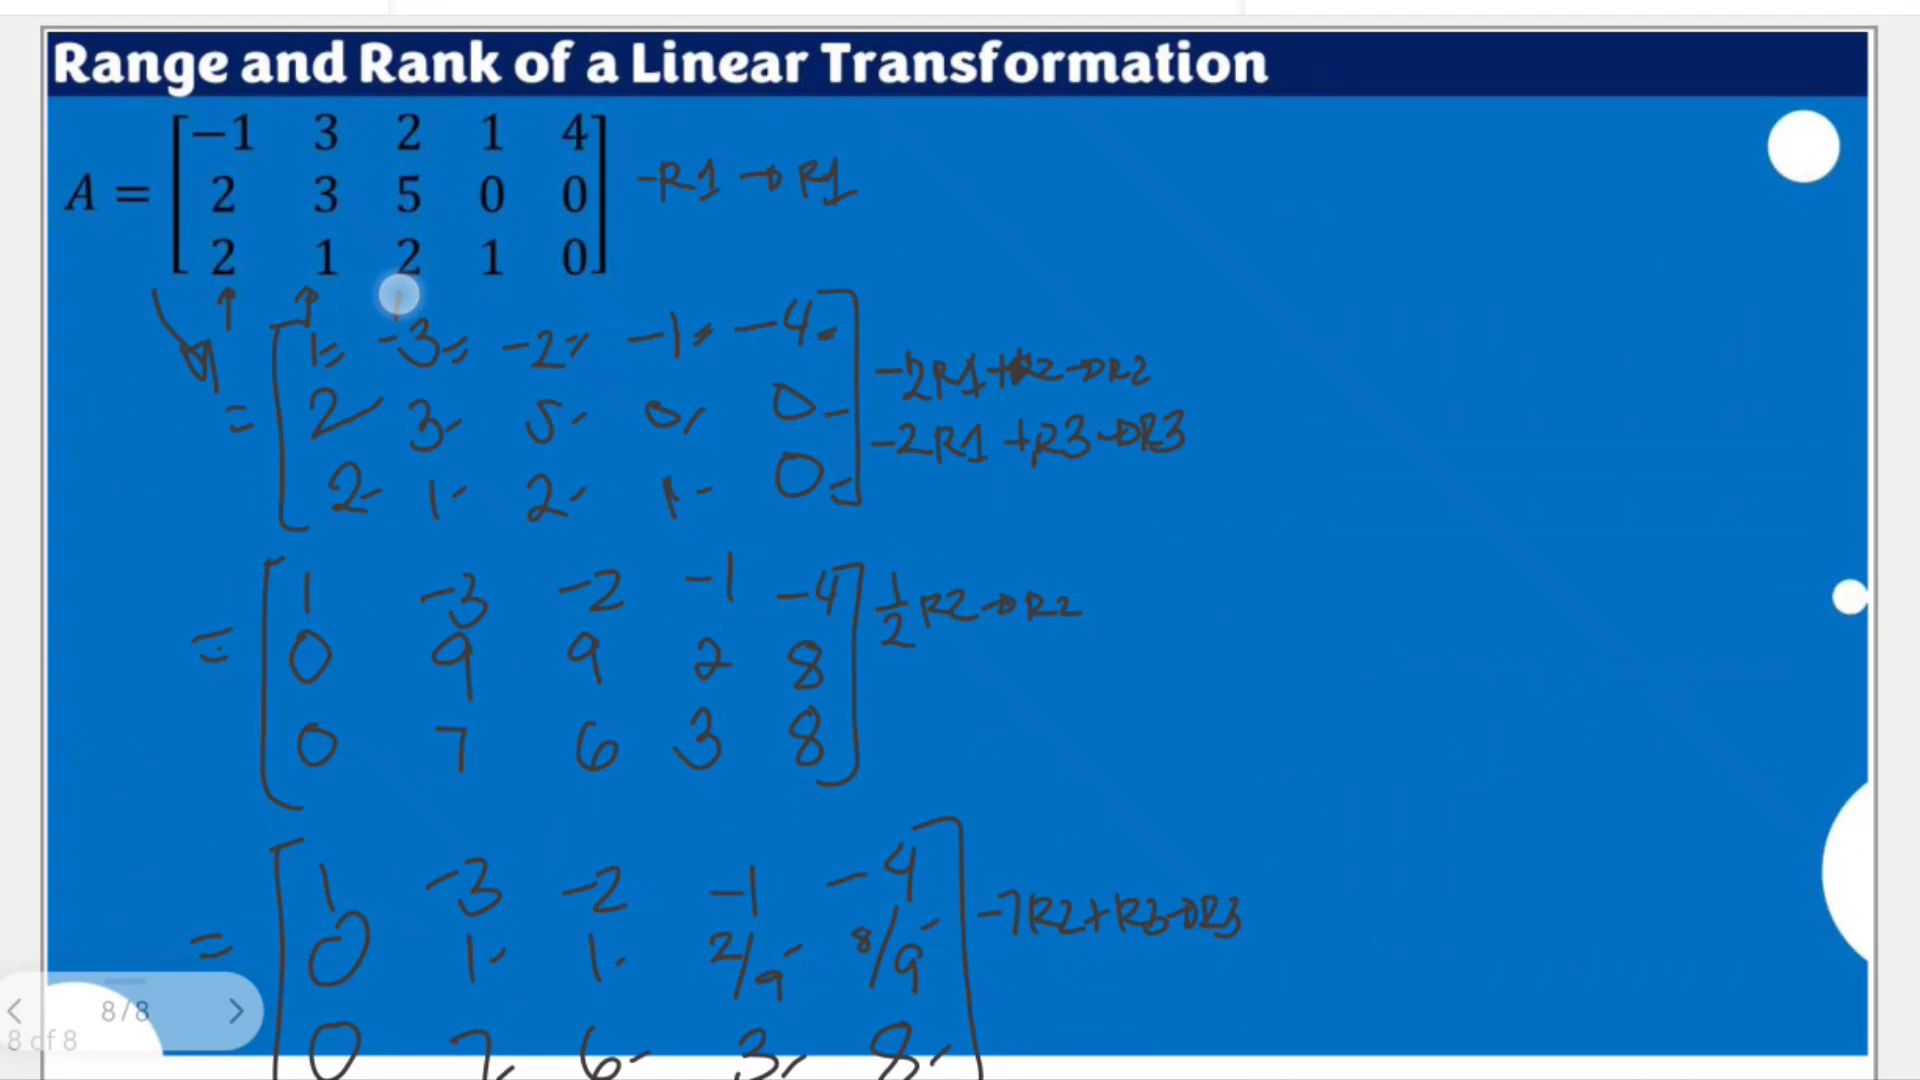 Range and Rank of a Linear Transformation
A = [-1 3 2 1 4
2 3 5 0 0
2 1 2 1 0]
-R1 → R1
= [1 -3 -2 -1 -4
2 3 5 0 0
2 1 2 1 0]
-2R1+R2→R2
-2R1+R3→R3
= [1 -3 -2 -1 -4
0 9 9 2 8
0 7 6 3 8]
1/2 R2→R2
= [1 -3 -2 -1 -4
0 1 1 2/9 8/9
0 7 6 3 8
-7R2+R3→R3
8/8
8 of 8